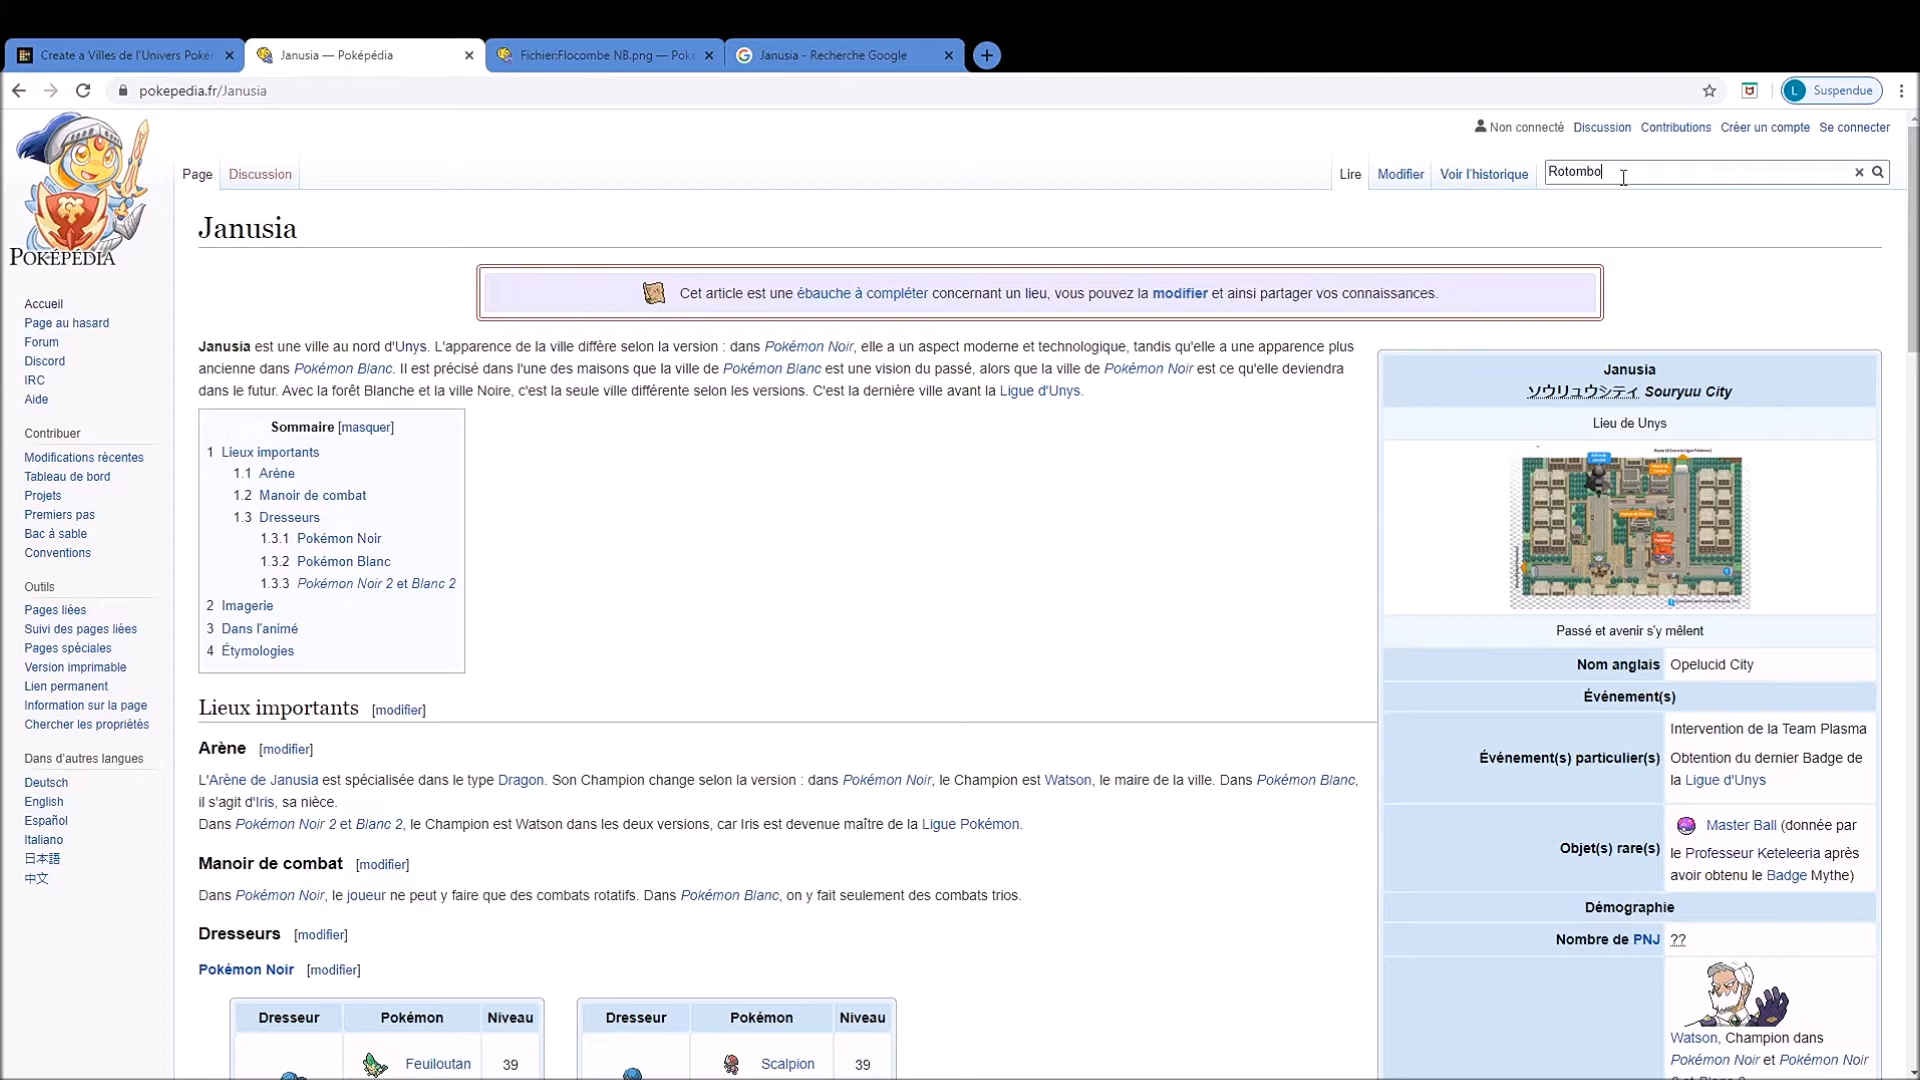 Create a Villes de l'Univers Poké
Janusia — Poképédia
Fichier:Flocombe NB.png — Pok
Janusia - Recherche Google
pokepedia.fr/Janusia
L Suspendue
Non connecté Discussion Contributions Créer un compte Se connecter
Page Discussion
Lire Modifier Voir l'historique
Rotombo
POKÉPÉDIA
Accueil
Page au hasard
Forum
Discord
IRC
Aide
Contribuer
Modifications récentes
Tableau de bord
Projets
Premiers pas
Bac à sable
Conventions
Outils
Pages liées
Suivi des pages liées
Pages spéciales
Version imprimable
Lien permanent
Information sur la page
Chercher les propriétés
Dans d'autres langues
Deutsch
English
Español
Italiano
日本語
中文
Janusia
Cet article est une ébauche à compléter concernant un lieu, vous pouvez la modifier et ainsi partager vos connaissances.
Janusia est une ville au nord d'Unys. L'apparence de la ville diffère selon la version : dans Pokémon Noir, elle a un aspect moderne et technologique, tandis qu'elle a une apparence plus
ancienne dans Pokémon Blanc. Il est précisé dans l'une des maisons que la ville de Pokémon Blanc est une vision du passé, alors que la ville de Pokémon Noir est ce qu'elle deviendra
dans le futur. Avec la forêt Blanche et la ville Noire, c'est la seule ville différente selon les versions. C'est la dernière ville avant la Ligue d'Unys.
Sommaire [masquer]
1 Lieux importants
1.1 Arène
1.2 Manoir de combat
1.3 Dresseurs
1.3.1 Pokémon Noir
1.3.2 Pokémon Blanc
1.3.3 Pokémon Noir 2 et Blanc 2
2 Imagerie
3 Dans l'animé
4 Étymologies
Lieux importants [modifier]
Arène [modifier]
L'Arène de Janusia est spécialisée dans le type Dragon. Son Champion change selon la version : dans Pokémon Noir, le Champion est Watson, le maire de la ville. Dans Pokémon Blanc,
il s'agit d'Iris, sa nièce.
Dans Pokémon Noir 2 et Blanc 2, le Champion est Watson dans les deux versions, car Iris est devenue maître de la Ligue Pokémon.
Manoir de combat [modifier]
Dans Pokémon Noir, le joueur ne peut y faire que des combats rotatifs. Dans Pokémon Blanc, on y fait seulement des combats trios.
Dresseurs [modifier]
Pokémon Noir [modifier]
Dresseur Pokémon Niveau
Feuiloutan 39
Dresseur Pokémon Niveau
Scalpion 39
Janusia
ソウリュウシティ Souryuu City
Lieu de Unys
Passé et avenir s'y mêlent
Nom anglais Opelucid City
Événement(s)
Événement(s) particulier(s)
Intervention de la Team Plasma
Obtention du dernier Badge de
la Ligue d'Unys
Objet(s) rare(s)
Master Ball (donnée par
le Professeur Keteleeria après
avoir obtenu le Badge Mythe)
Démographie
Nombre de PNJ ??
Watson, Champion dans
Pokémon Noir et Pokémon Noir